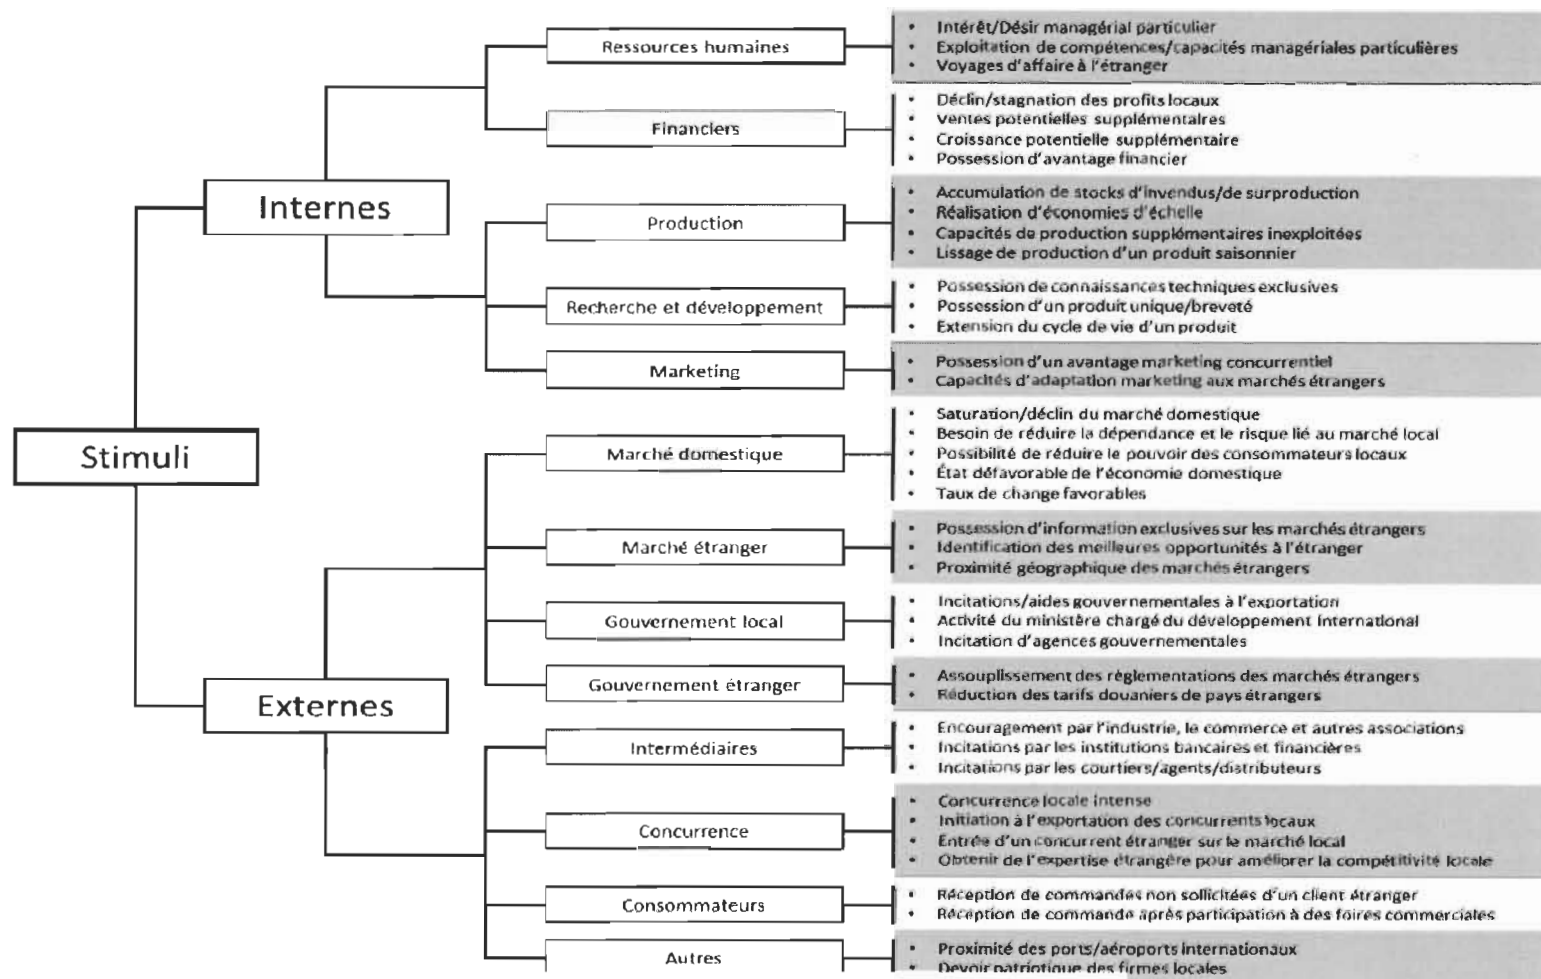 Stimuli
Internes
Ressources humaines
• Intérêt/Désir managérial particulier
• Exploitation de compétences/capacités managériales particulières
• Voyages d'affaire à l'étranger
Financiers
• Déclin/stagnation des profits locaux
• Ventes potentielles supplémentaires
• Croissance potentielle supplémentaire
• Possession d'avantage financier
Production
• Accumulation de stocks d'invendus/de surproduction
• Réalisation d'économies d'échelle
• Capacités de production supplémentaires inexploitées
• Lissage de production d'un produit saisonnier
Recherche et développement
• Possession de connaissances techniques exclusives
• Possession d'un produit unique/breveté
• Extension du cycle de vie d'un produit
Marketing
• Possession d'un avantage marketing concurrentiel
• Capacités d'adaptation marketing aux marchés étrangers
Externes
Marché domestique
• Saturation/déclin du marché domestique
• Besoin de réduire la dépendance et le risque lié au marché local
• Possibilité de réduire le pouvoir des consommateurs locaux
• État défavorable de l'économie domestique
• Taux de change favorables
Marché étranger
• Possession d'information exclusives sur les marchés étrangers
• Identification des meilleures opportunités à l'étranger
• Proximité géographique des marchés étrangers
Gouvernement local
• Incitations/aides gouvernementales à l'exportation
• Activité du ministère chargé du développement international
• Incitation d'agences gouvernementales
Gouvernement étranger
• Assouplissement des règlementations des marchés étrangers
• Réduction des tarifs douaniers de pays étrangers
Intermédiaires
• Encouragement par l'industrie, le commerce et autres associations
• Incitations par les institutions bancaires et financières
• Incitations par les courtiers/agents/distributeurs
Concurrence
• Concurrence locale intense
• Initiation à l'exportation des concurrents locaux
• Entrée d'un concurrent étranger sur le marché local
• Obtenir de l'expertise étrangère pour améliorer la compétitivité locale
Consommateurs
• Réception de commandes non sollicitées d'un client étranger
• Réception de commande après participation à des foires commerciales
Autres
• Proximité des ports/aéroports internationaux
• Devoir patriotique des firmes locales